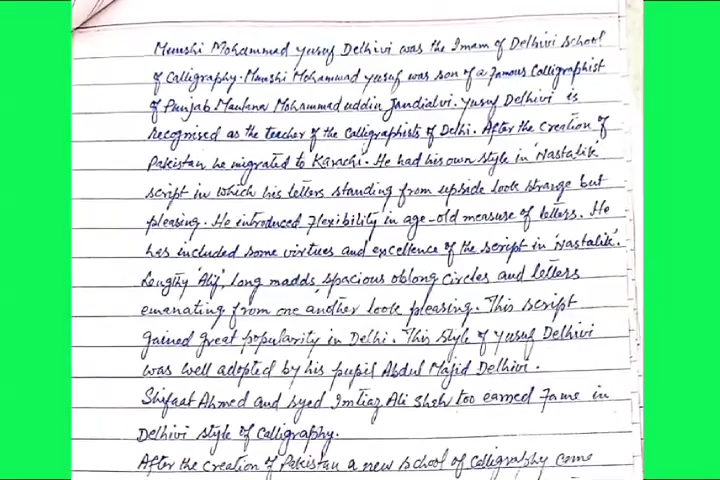 Munshi Mohammad Yusuf Delhivi was the Imam of Delhivi School
of Calligraphy. Munshi Mohammad Yusuf was son of a famous Calligraphist
of Punjab Maulana Mohammaduddin Jandialvi. Yusuf Delhivi is
recognised as the teacher of the Calligraphists of Delhi. After the creation of
Pakistan he migrated to Karachi. He had his own style in 'Nastalik'
script in which his letters standing from upside look strange but
pleasing. He introduced flexibility in age-old measure of letters. He
has included some virtues and excellence of the script in 'Nastalik'.
Lengthy 'Alif', long madds, spacious oblong circles and letters
emanating from one another look pleasing. This script
gained great popularity in Delhi. This style of Yusuf Delhivi
was well adopted by his pupil Abdul Majid Delhivi.
Shifaat Ahmed and Syed Imtiaz Ali Shah too earned fame in
Delhivi style of Calligraphy.
After the creation of Pakistan a new school of Calligraphy came